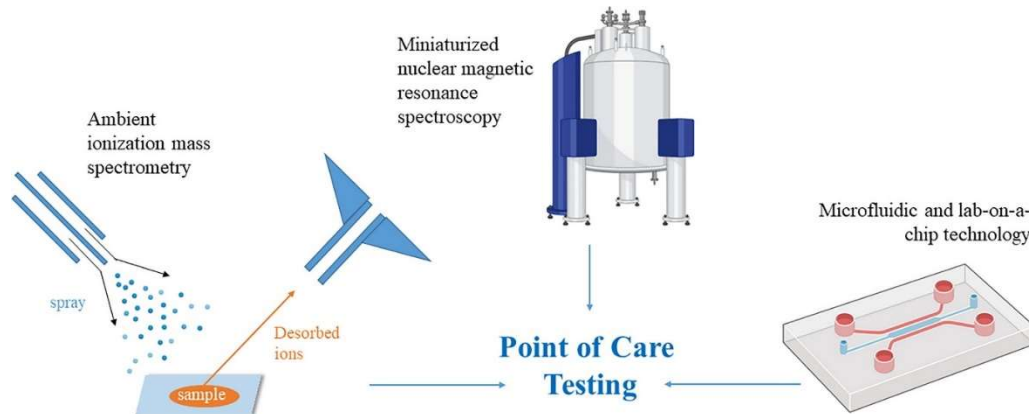 Ambient
ionization mass
spectrometry
spray
Desorbed
ions
sample
Miniaturized
nuclear magnetic
resonance
spectroscopy
Point of Care
Testing
Microfluidic and lab-on-a-
chip technology